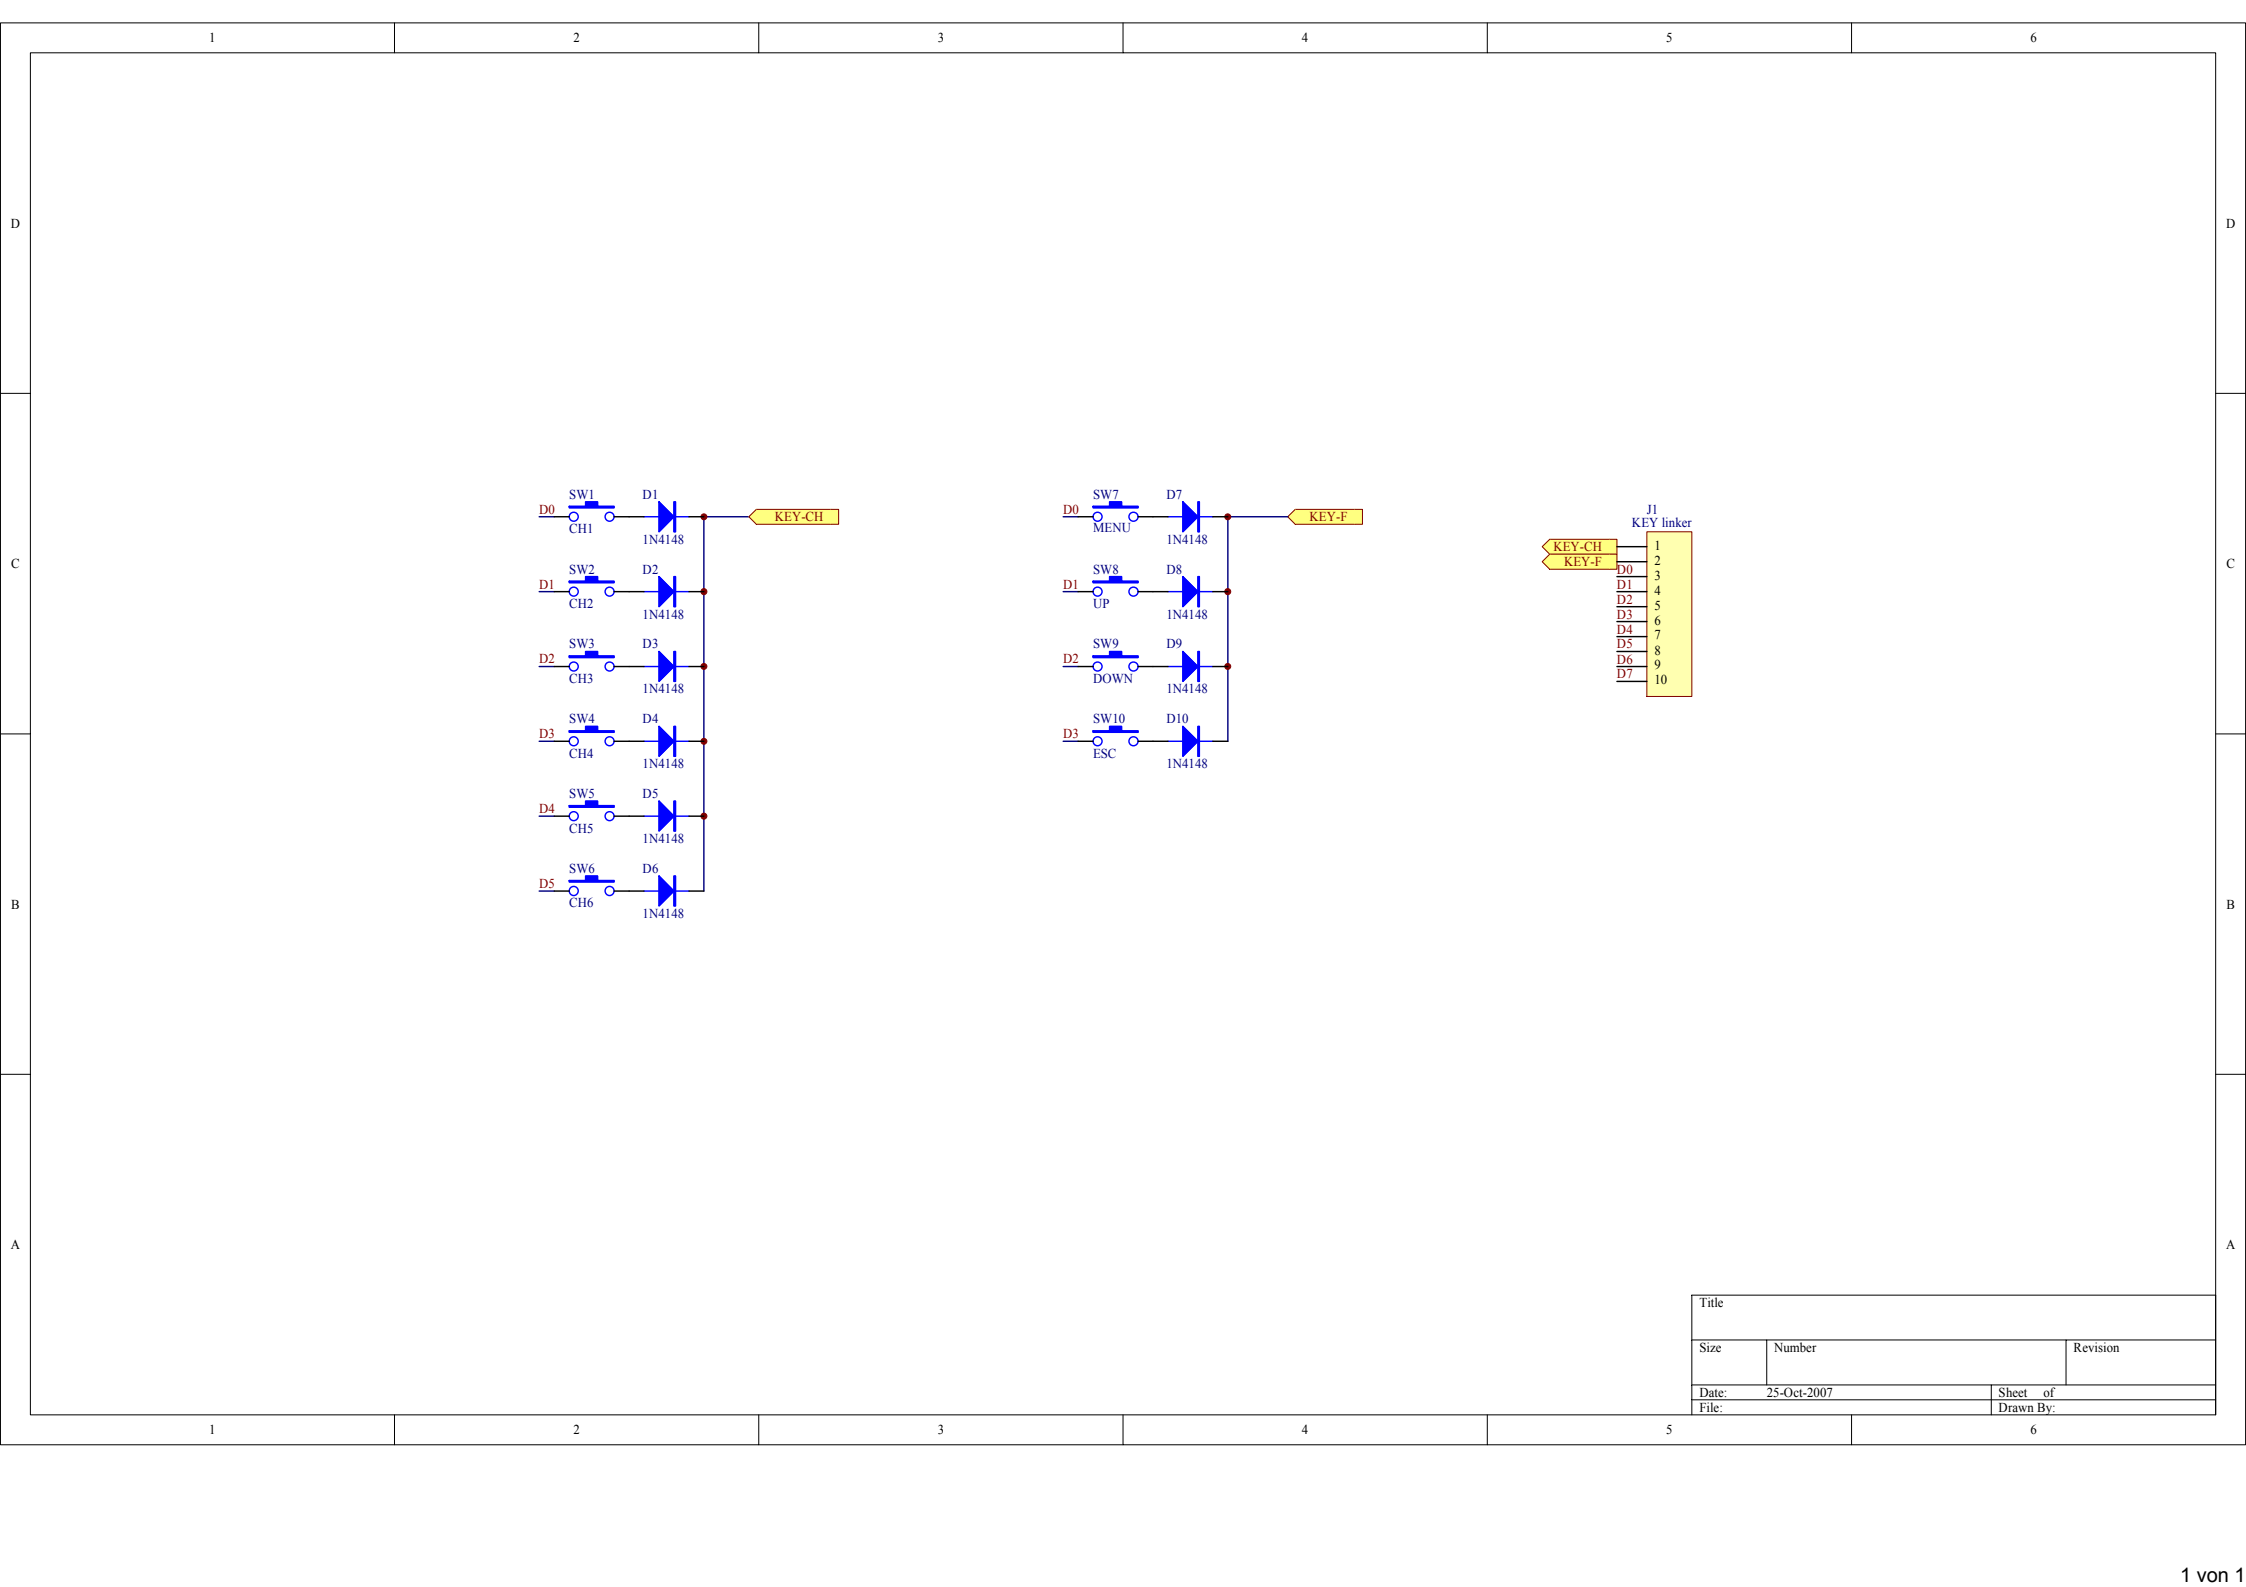 1 2 3 4 5 6
D D
SW1 D1
D0 KEY-CH
CH1
1N4148
SW2 D2
D1
CH2
1N4148
SW3 D3
D2
CH3
1N4148
SW4 D4
D3
CH4
1N4148
SW5 D5
D4
CH5
1N4148
SW6 D6
D5
CH6
1N4148
SW7 D7
D0 KEY-F
MENU
1N4148
SW8 D8
D1
UP
1N4148
SW9 D9
D2
DOWN
1N4148
SW10 D10
D3
ESC
1N4148
J1
KEY linker
KEY-CH 1
KEY-F 2
D0 3
D1 4
D2 5
D3 6
D4 7
D5 8
D6 9
D7 10
C C
B B
A A
Title
Size Number Revision
Date: 25-Oct-2007 Sheet of
File: Drawn By:
1 2 3 4 5 6
1 von 1